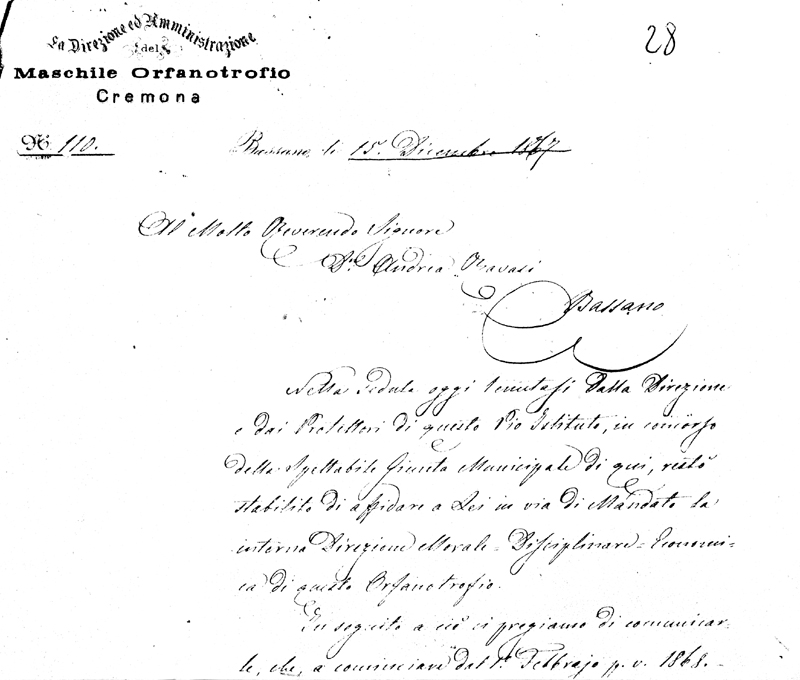 28
La Direzione ed Amministrazione
del
Maschile Orfanotrofio
Cremona
N. 110.
Bassano, li 15. Dicembre 1867
Al Molto Reverendo Signore
Dn Andrea Ravasi
Bassano
Nella seduta oggi tenutasi dalla Direzione
e dai Protettori di questo Pio Istituto, in concorso
della Spettabile Giunta Municipale di qui, restò
stabilito di affidare a Lei in via di Mandato la
interna Direzione Morale-Disciplinare-Economi-
ca di questo Orfanotrofio.
In seguito a ciò ci pregiamo di comunicar-
le, che, a cominciare dal 1° Febbrajo p. v. 1868.-